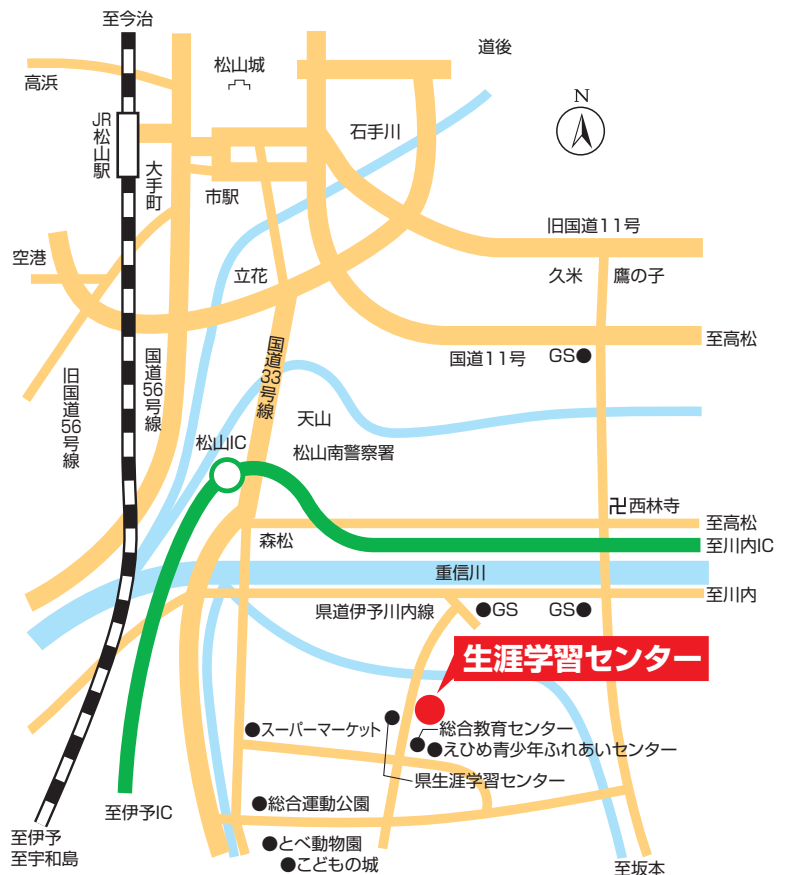 至今治
道後
松山城
高浜
N
JR松山駅
石手川
大手町
市駅
旧国道11号
空港
立花
久米
鷹の子
国道33号線
国道56号線
至高松
国道11号
GS
旧国道56号線
天山
松山IC
松山南警察署
卍西林寺
至高松
森松
至川内IC
重信川
至川内
県道伊予川内線
GS
GS
生涯学習センター
スーパーマーケット
総合教育センター
えひめ青少年ふれあいセンター
県生涯学習センター
総合運動公園
至伊予IC
至伊予
至宇和島
とべ動物園
こどもの城
至坂本